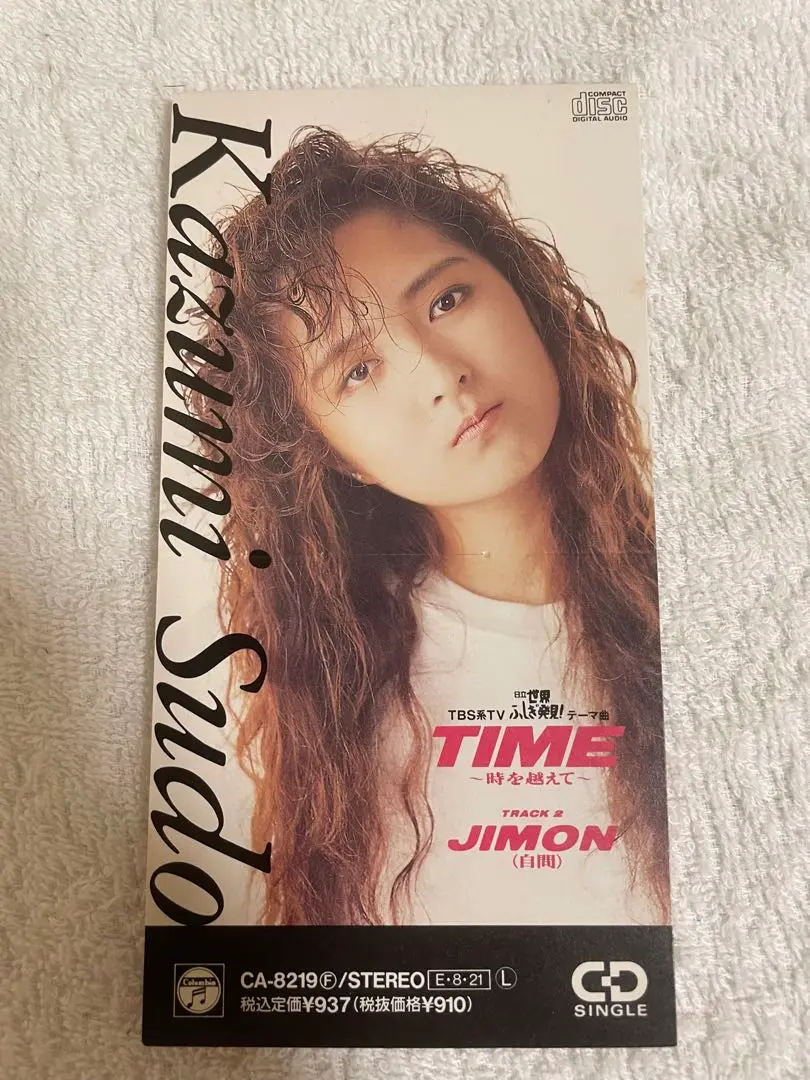 COMPACT
disc
DIGITAL AUDIO
Kazumi Sudo
日立 世界
TBS系TV ふしぎ発見! テーマ曲
TIME
〜時を越えて〜
TRACK 2
JIMON
(自問)
Columbia
CA-8219Ⓕ/STEREO E・8・21 Ⓛ
税込定価¥937(税抜価格¥910)
CD
SINGLE